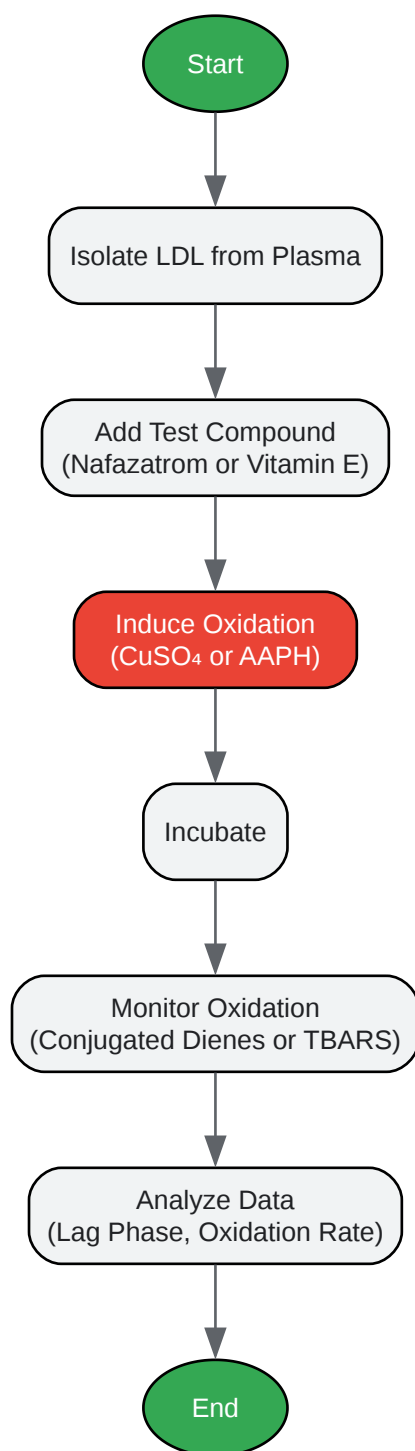 Start
Isolate LDL from Plasma
Add Test Compound
(Nafazatrom or Vitamin E)
Induce Oxidation
(CuSO₄ or AAPH)
Incubate
Monitor Oxidation
(Conjugated Dienes or TBARS)
Analyze Data
(Lag Phase, Oxidation Rate)
End